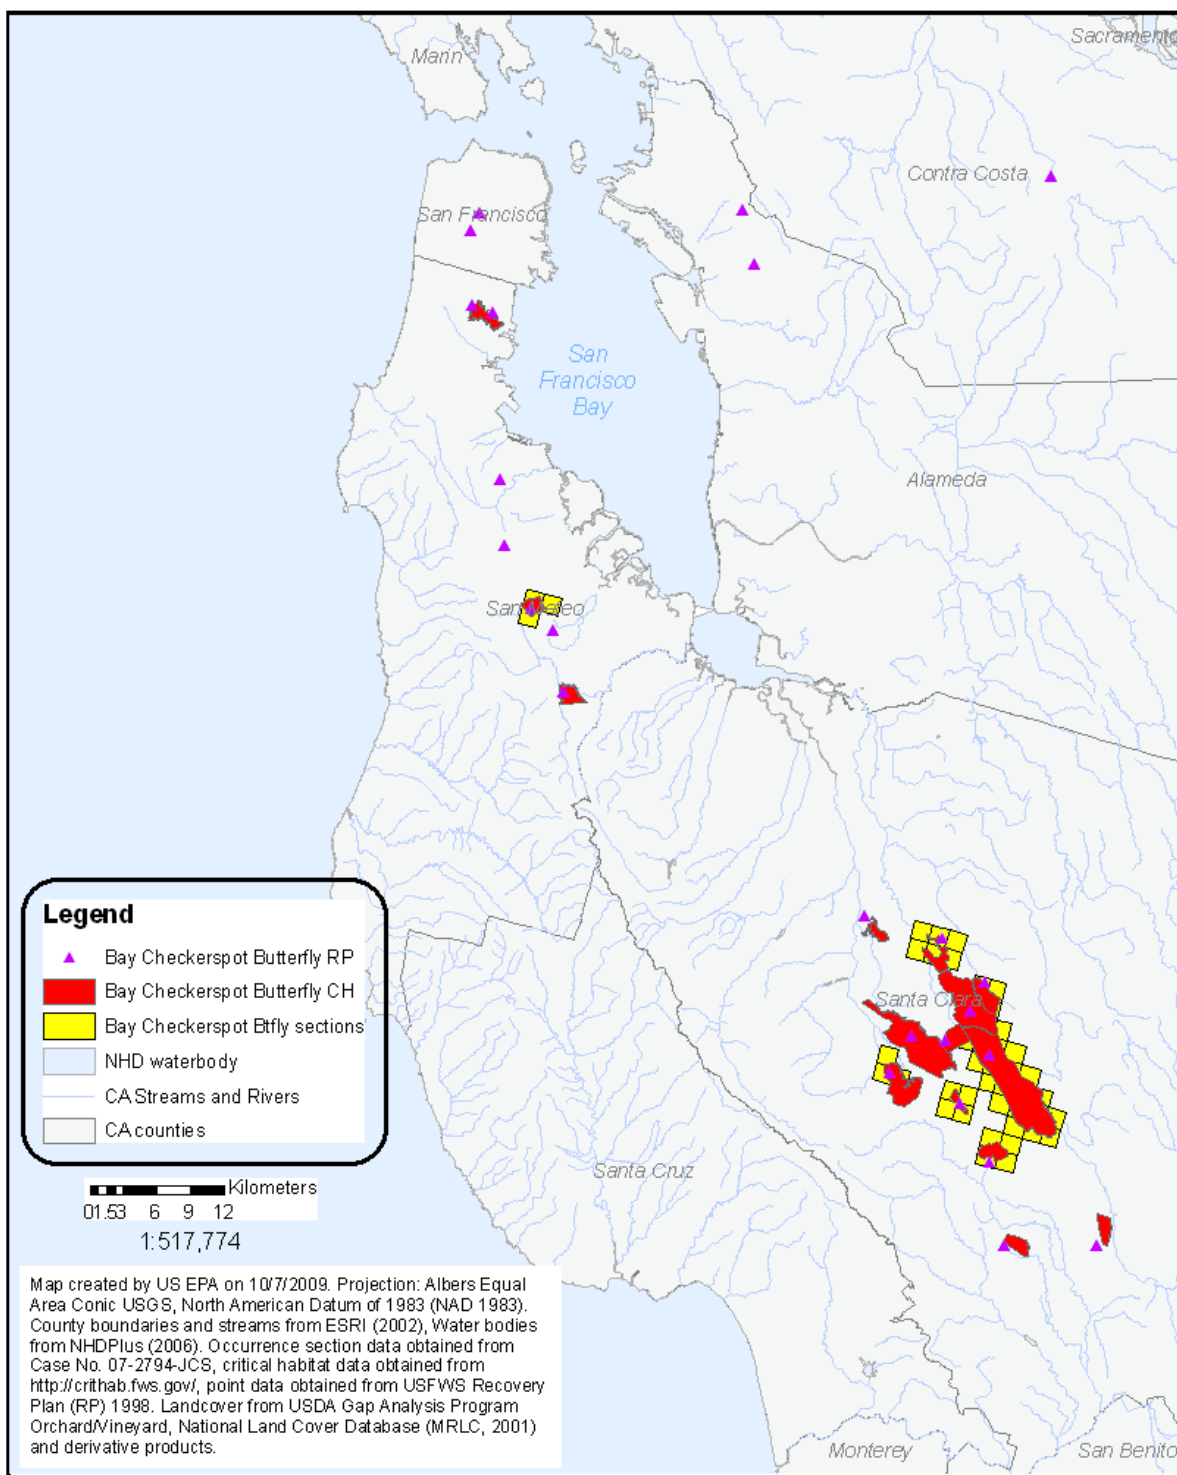 Marin
Sacramento
Contra Costa
San Francisco
San
Francisco
Bay
Alameda
San Mateo
Santa Clara
Santa Cruz
Monterey
San Benito
Legend
Bay Checkerspot Butterfly RP
Bay Checkerspot Butterfly CH
Bay Checkerspot Btfly sections
NHD waterbody
CA Streams and Rivers
CA counties
Kilometers
01.53 6 9 12
1:517,774
Map created by US EPA on 10/7/2009. Projection: Albers Equal
Area Conic USGS, North American Datum of 1983 (NAD 1983).
County boundaries and streams from ESRI (2002), Water bodies
from NHDPlus (2006). Occurrence section data obtained from
Case No. 07-2794-JCS, critical habitat data obtained from
http://crithab.fws.gov/, point data obtained from USFWS Recovery
Plan (RP) 1998. Landcover from USDA Gap Analysis Program
Orchard/Vineyard, National Land Cover Database (MRLC, 2001)
and derivative products.